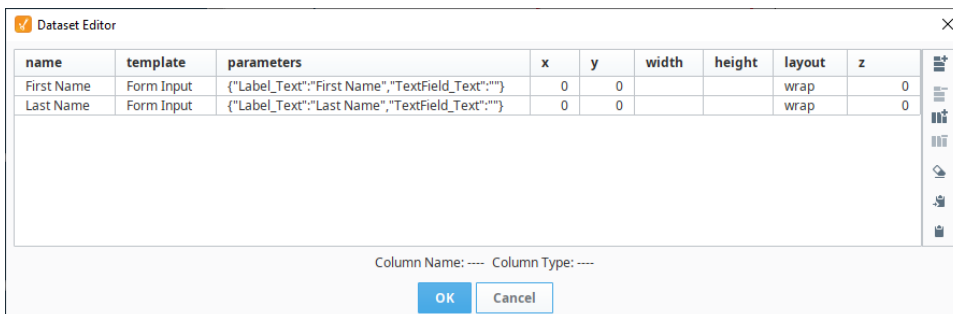 Dataset Editor
name template parameters x y width height layout z
First Name Form Input {"Label_Text":"First Name","TextField_Text":""} 0 0 wrap 0
Last Name Form Input {"Label_Text":"Last Name","TextField_Text":""} 0 0 wrap 0
Column Name: ---- Column Type: ----
OK Cancel